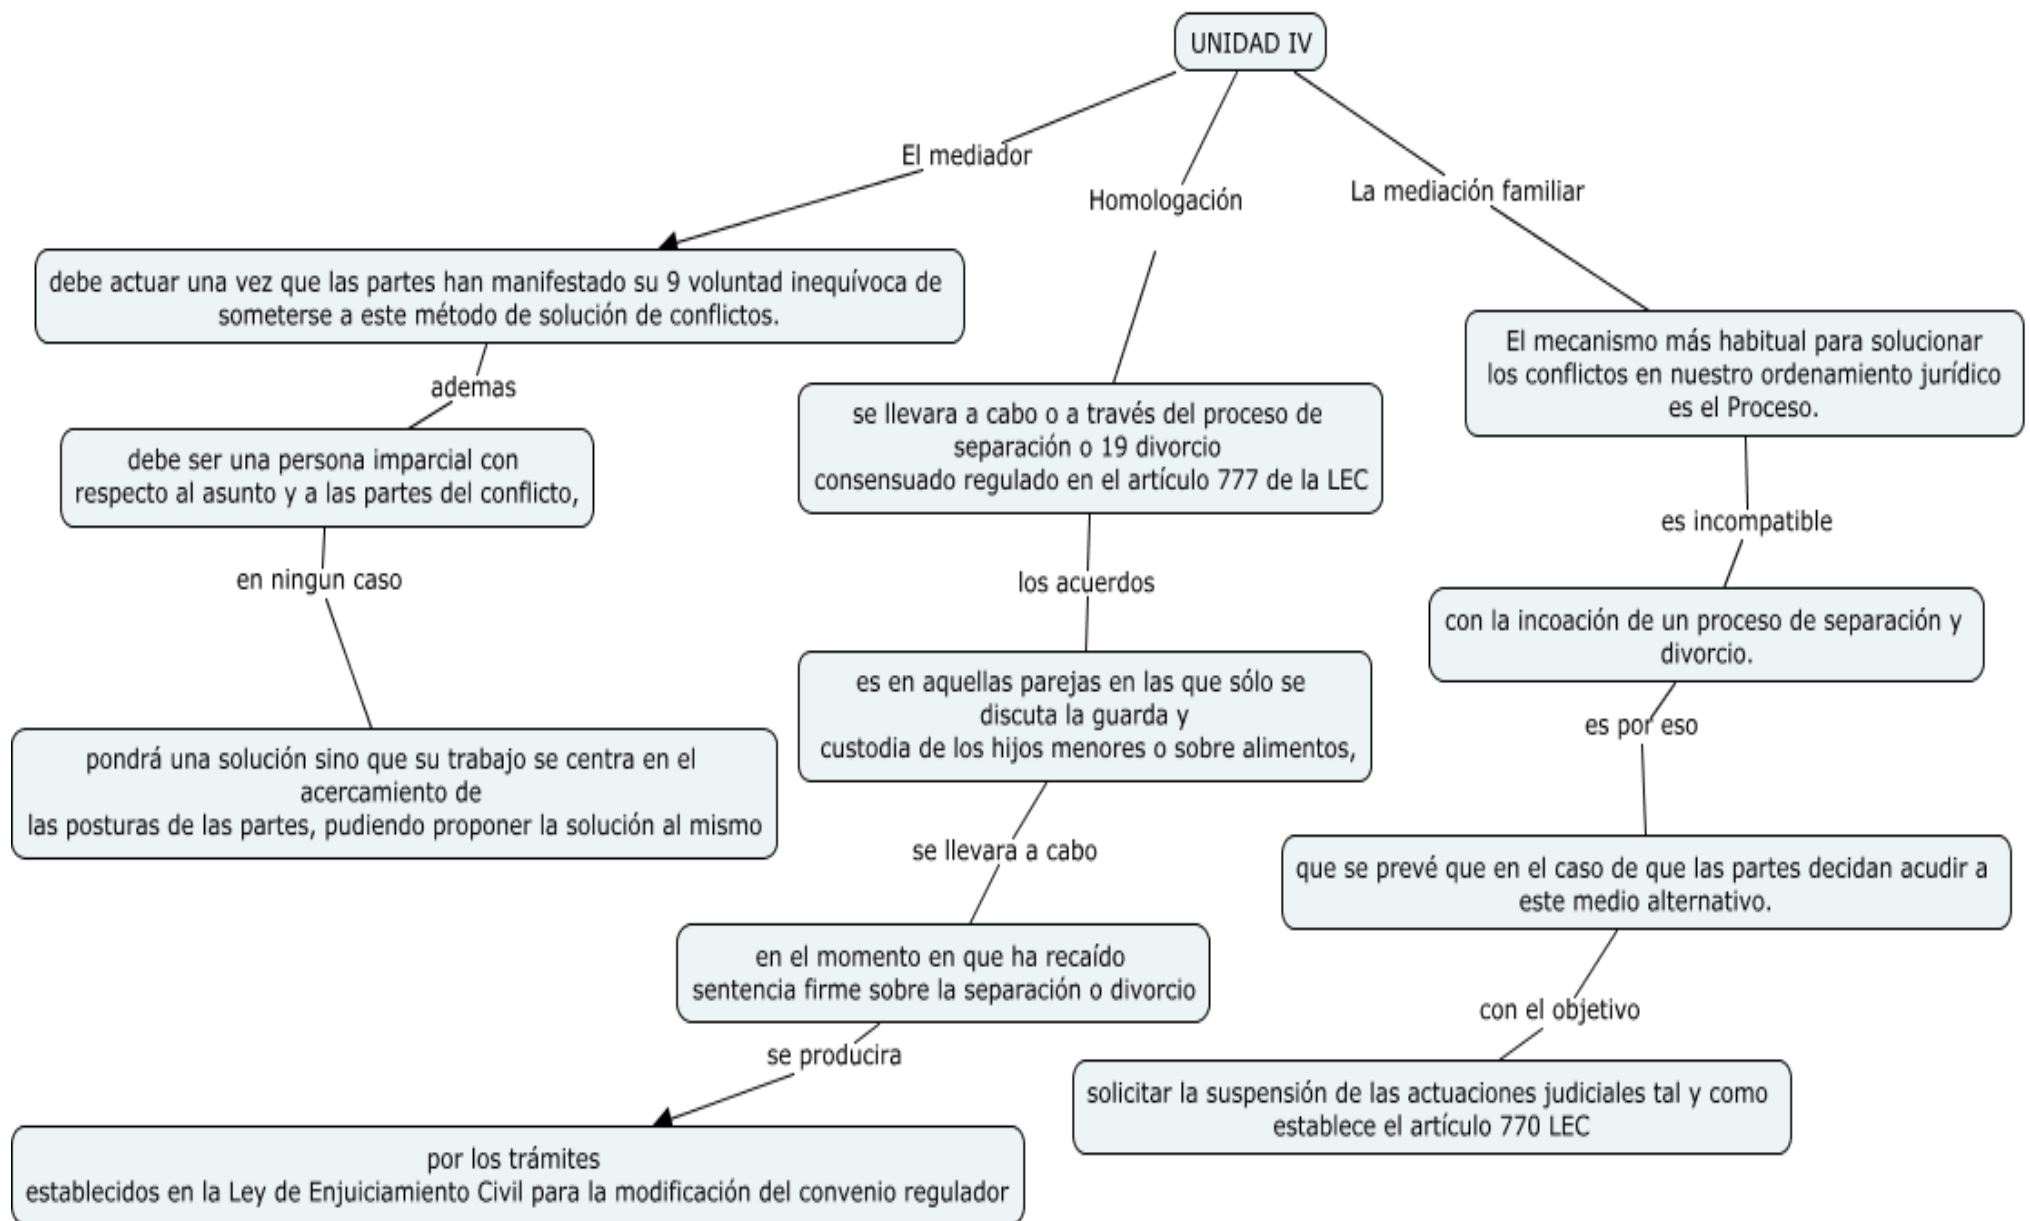 UNIDAD IV
El mediador
debe actuar una vez que las partes han manifestado su 9 voluntad inequívoca de
someterse a este método de solución de conflictos.
ademas
debe ser una persona imparcial con
respecto al asunto y a las partes del conflicto,
en ningun caso
pondrá una solución sino que su trabajo se centra en el
acercamiento de
las posturas de las partes, pudiendo proponer la solución al mismo
Homologación
se llevara a cabo o a través del proceso de
separación o 19 divorcio
consensuado regulado en el artículo 777 de la LEC
los acuerdos
es en aquellas parejas en las que sólo se
discuta la guarda y
custodia de los hijos menores o sobre alimentos,
se llevara a cabo
en el momento en que ha recaído
sentencia firme sobre la separación o divorcio
se producira
por los trámites
establecidos en la Ley de Enjuiciamiento Civil para la modificación del convenio regulador
La mediación familiar
El mecanismo más habitual para solucionar
los conflictos en nuestro ordenamiento jurídico
es el Proceso.
es incompatible
con la incoación de un proceso de separación y
divorcio.
es por eso
que se prevé que en el caso de que las partes decidan acudir a
este medio alternativo.
con el objetivo
solicitar la suspensión de las actuaciones judiciales tal y como
establece el artículo 770 LEC